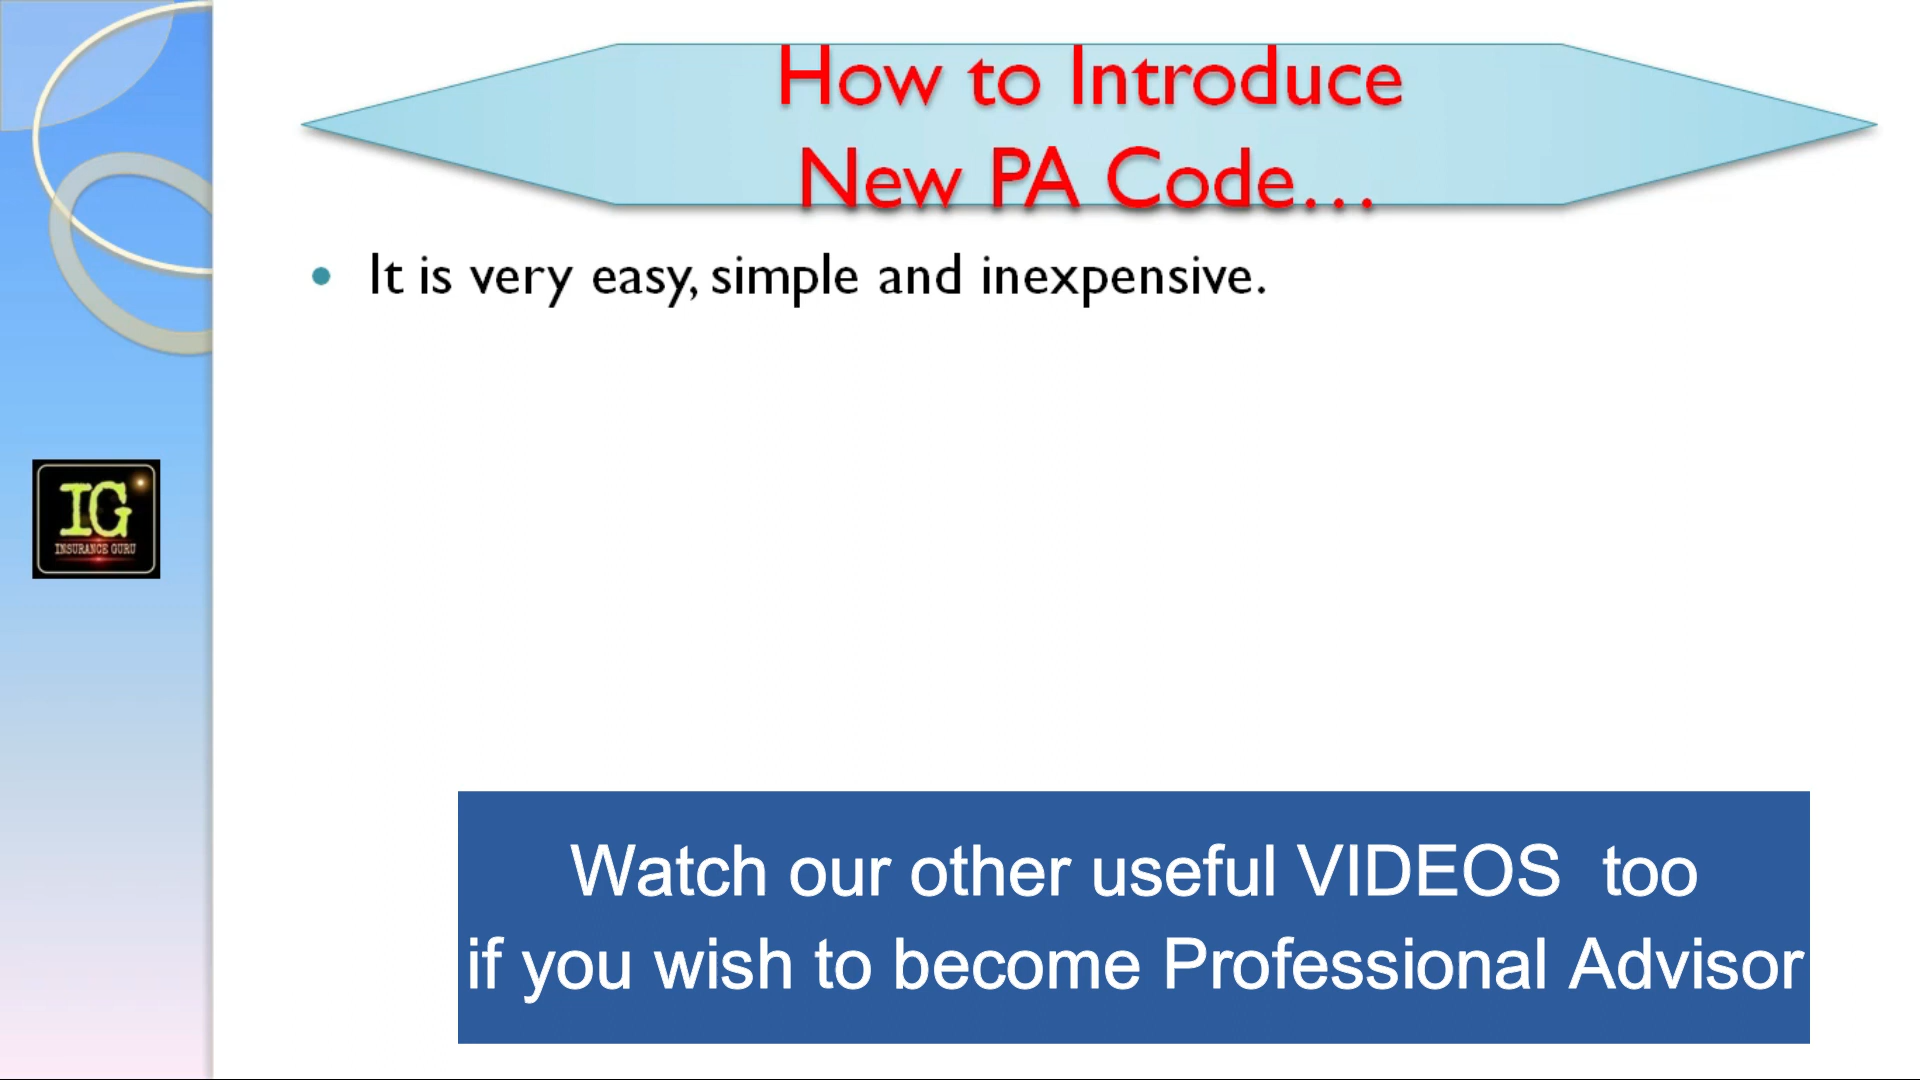 How to Introduce
New PA Code...
• It is very easy, simple and inexpensive.
IG
INSURANCE GURU
Watch our other useful VIDEOS  too
if you wish to become Professional Advisor